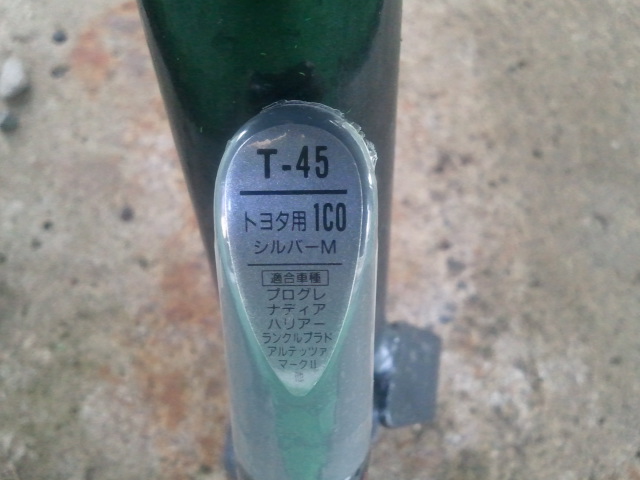 T-45
トヨタ用 1C0
シルバーM
適合車種
プログレ
ナディア
ハリアー
ランクルプラド
アルテッツァ
マークII
他